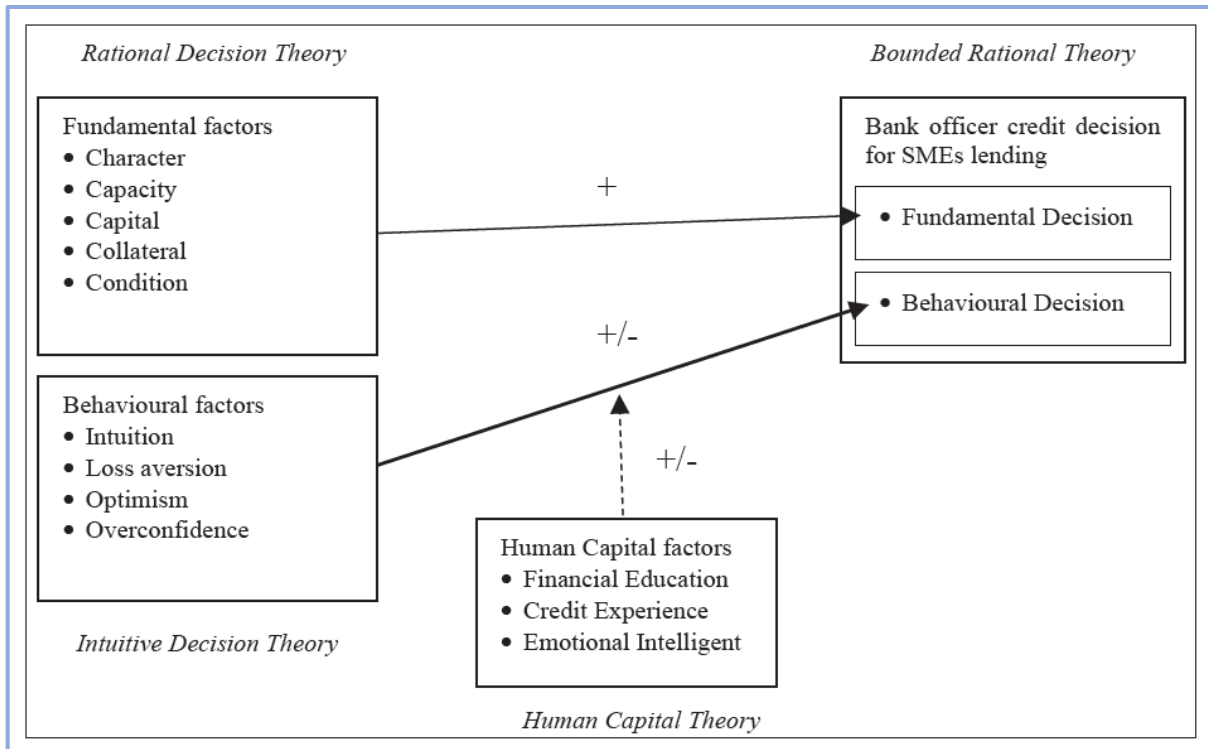 Rational Decision Theory
Bounded Rational Theory
Fundamental factors
• Character
• Capacity
• Capital
• Collateral
• Condition
+
Bank officer credit decision
for SMEs lending
• Fundamental Decision
• Behavioural Decision
+/-
Behavioural factors
• Intuition
• Loss aversion
• Optimism
• Overconfidence
+/-
Human Capital factors
• Financial Education
• Credit Experience
• Emotional Intelligent
Intuitive Decision Theory
Human Capital Theory